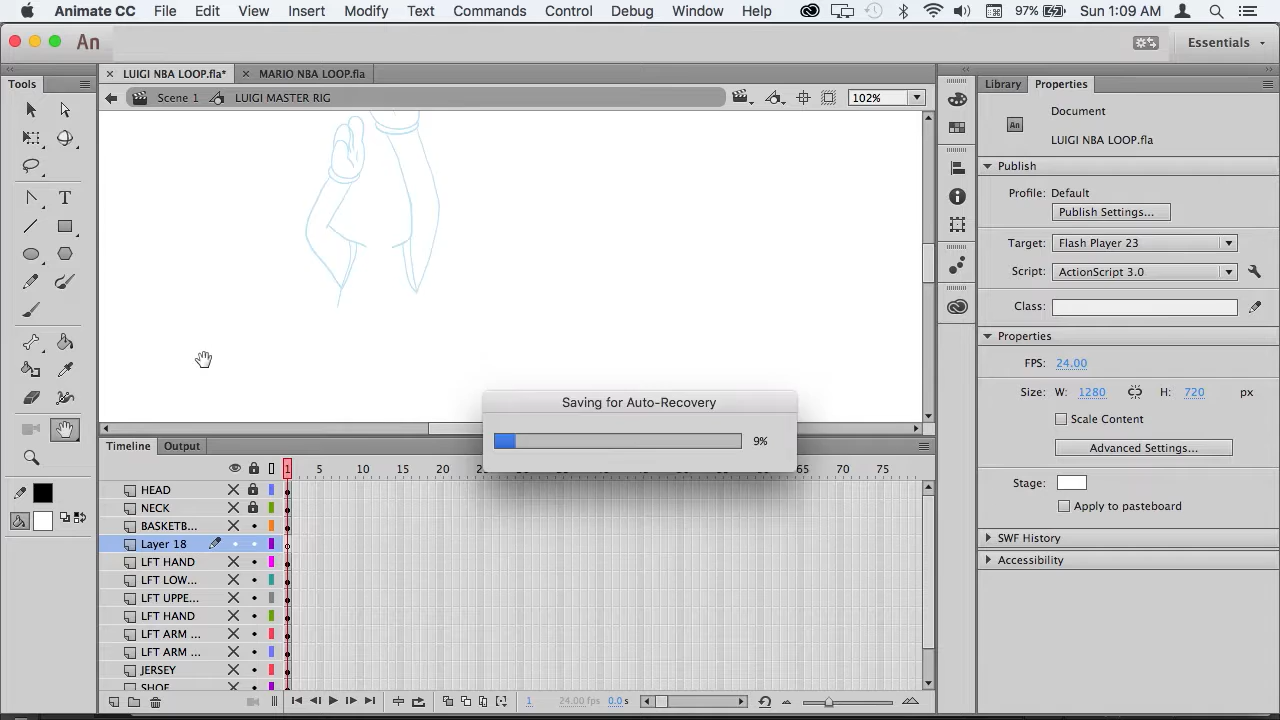 Animate CC File Edit View Insert Modify Text Commands Control Debug Window Help 97% Sun 1:09 AM
An Essentials
Tools
LUIGI NBA LOOP.fla* MARIO NBA LOOP.fla
Scene 1 LUIGI MASTER RIG 102%
Library Properties
Document
An
LUIGI NBA LOOP.fla
Publish
Profile: Default
Publish Settings...
Target: Flash Player 23
Script: ActionScript 3.0
Class:
Properties
FPS: 24.00
Size: W: 1280 H: 720 px
Scale Content
Advanced Settings...
Stage:
Apply to pasteboard
SWF History
Accessibility
T
Saving for Auto-Recovery
9%
Timeline Output
1 5 10 15 20 2 65 70 75
HEAD
NECK
BASKETB...
Layer 18
LFT HAND
LFT LOW...
LFT UPPE...
LFT HAND
LFT ARM ...
LFT ARM ...
JERSEY
SHOE
1 24.00 fps 0.0 s